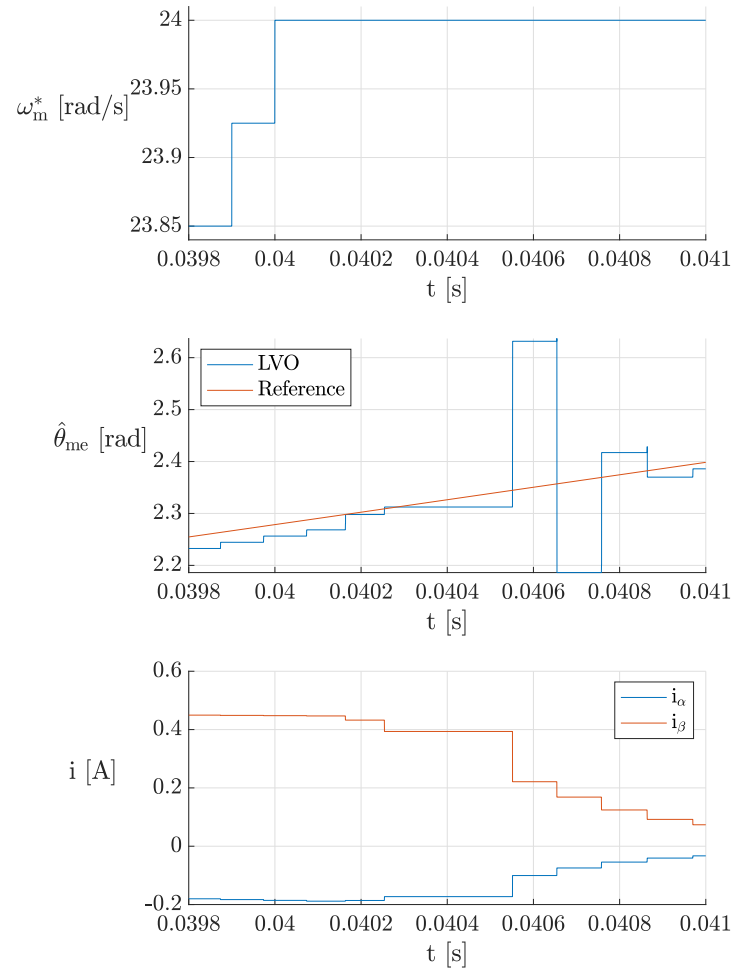 24
23.95
23.9
23.85
ω*m [rad/s]
0.0398 0.04 0.0402 0.0404 0.0406 0.0408 0.041
t [s]
LVO
Reference
2.6
2.5
2.4
2.3
2.2
θ̂me [rad]
0.0398 0.04 0.0402 0.0404 0.0406 0.0408 0.041
t [s]
iα
iβ
0.6
0.4
0.2
0
-0.2
i [A]
0.0398 0.04 0.0402 0.0404 0.0406 0.0408 0.041
t [s]